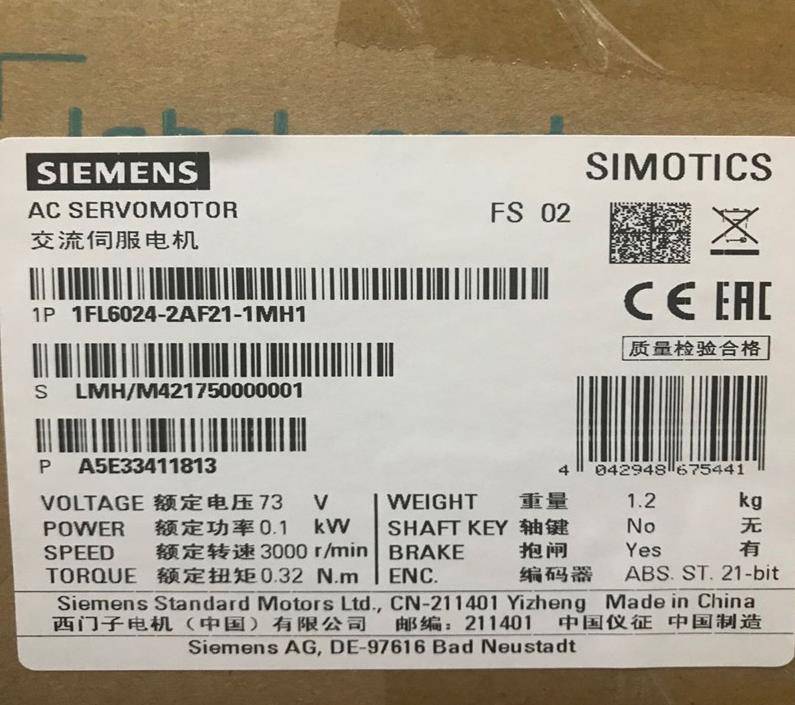 SIEMENS
SIMOTICS
AC SERVOMOTOR
FS 02
交流伺服电机
CE EAC
1P 1FL6024-2AF21-1MH1
质量检验合格
S LMH/M421750000001
P A5E33411813
4 042948 675441
VOLTAGE 额定电压 73 V
POWER 额定功率 0.1 kW
SPEED 额定转速 3000 r/min
TORQUE 额定扭矩 0.32 N.m
WEIGHT 重量 1.2 kg
SHAFT KEY 轴键 No 无
BRAKE 抱闸 Yes 有
ENC. 编码器 ABS. ST. 21-bit
Siemens Standard Motors Ltd., CN-211401 Yizheng Made in China
西门子电机（中国）有限公司 邮编：211401 中国仪征 中国制造
Siemens AG, DE-97616 Bad Neustadt